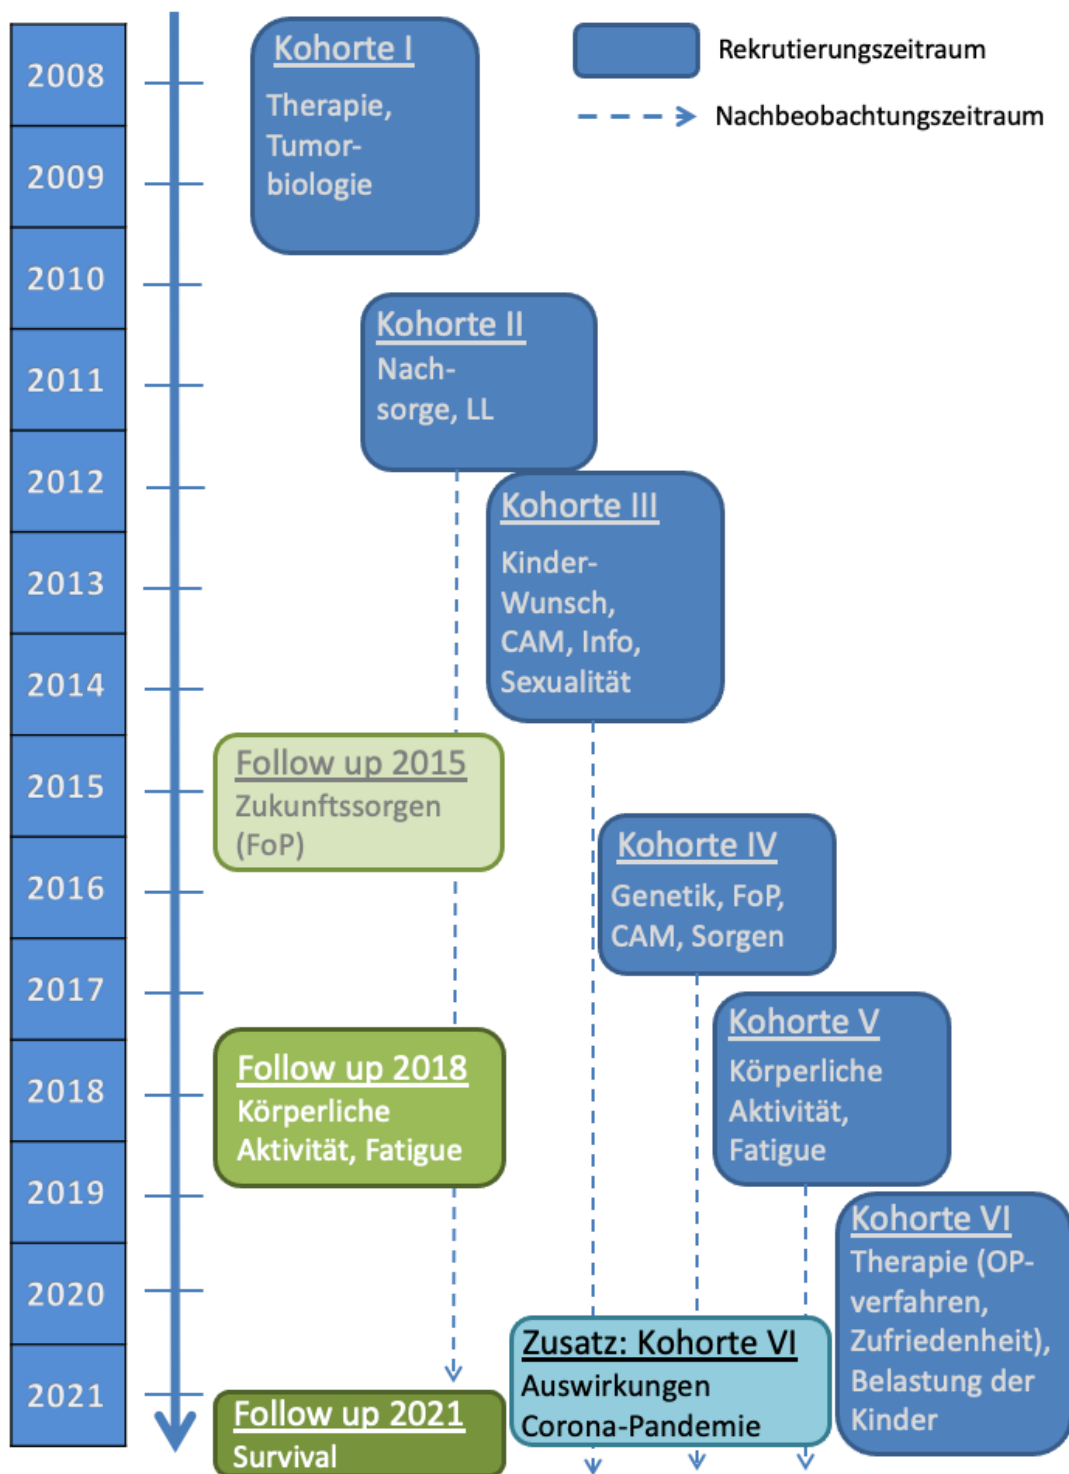 2008
2009
2010
2011
2012
2013
2014
2015
2016
2017
2018
2019
2020
2021
Rekrutierungszeitraum
Nachbeobachtungszeitraum
Kohorte I
Therapie,
Tumor-
biologie
Kohorte II
Nach-
sorge, LL
Kohorte III
Kinder-
Wunsch,
CAM, Info,
Sexualität
Follow up 2015
Zukunftssorgen
(FoP)
Kohorte IV
Genetik, FoP,
CAM, Sorgen
Kohorte V
Körperliche
Aktivität,
Fatigue
Follow up 2018
Körperliche
Aktivität, Fatigue
Kohorte VI
Therapie (OP-
verfahren,
Zufriedenheit),
Belastung der
Kinder
Zusatz: Kohorte VI
Auswirkungen
Corona-Pandemie
Follow up 2021
Survival